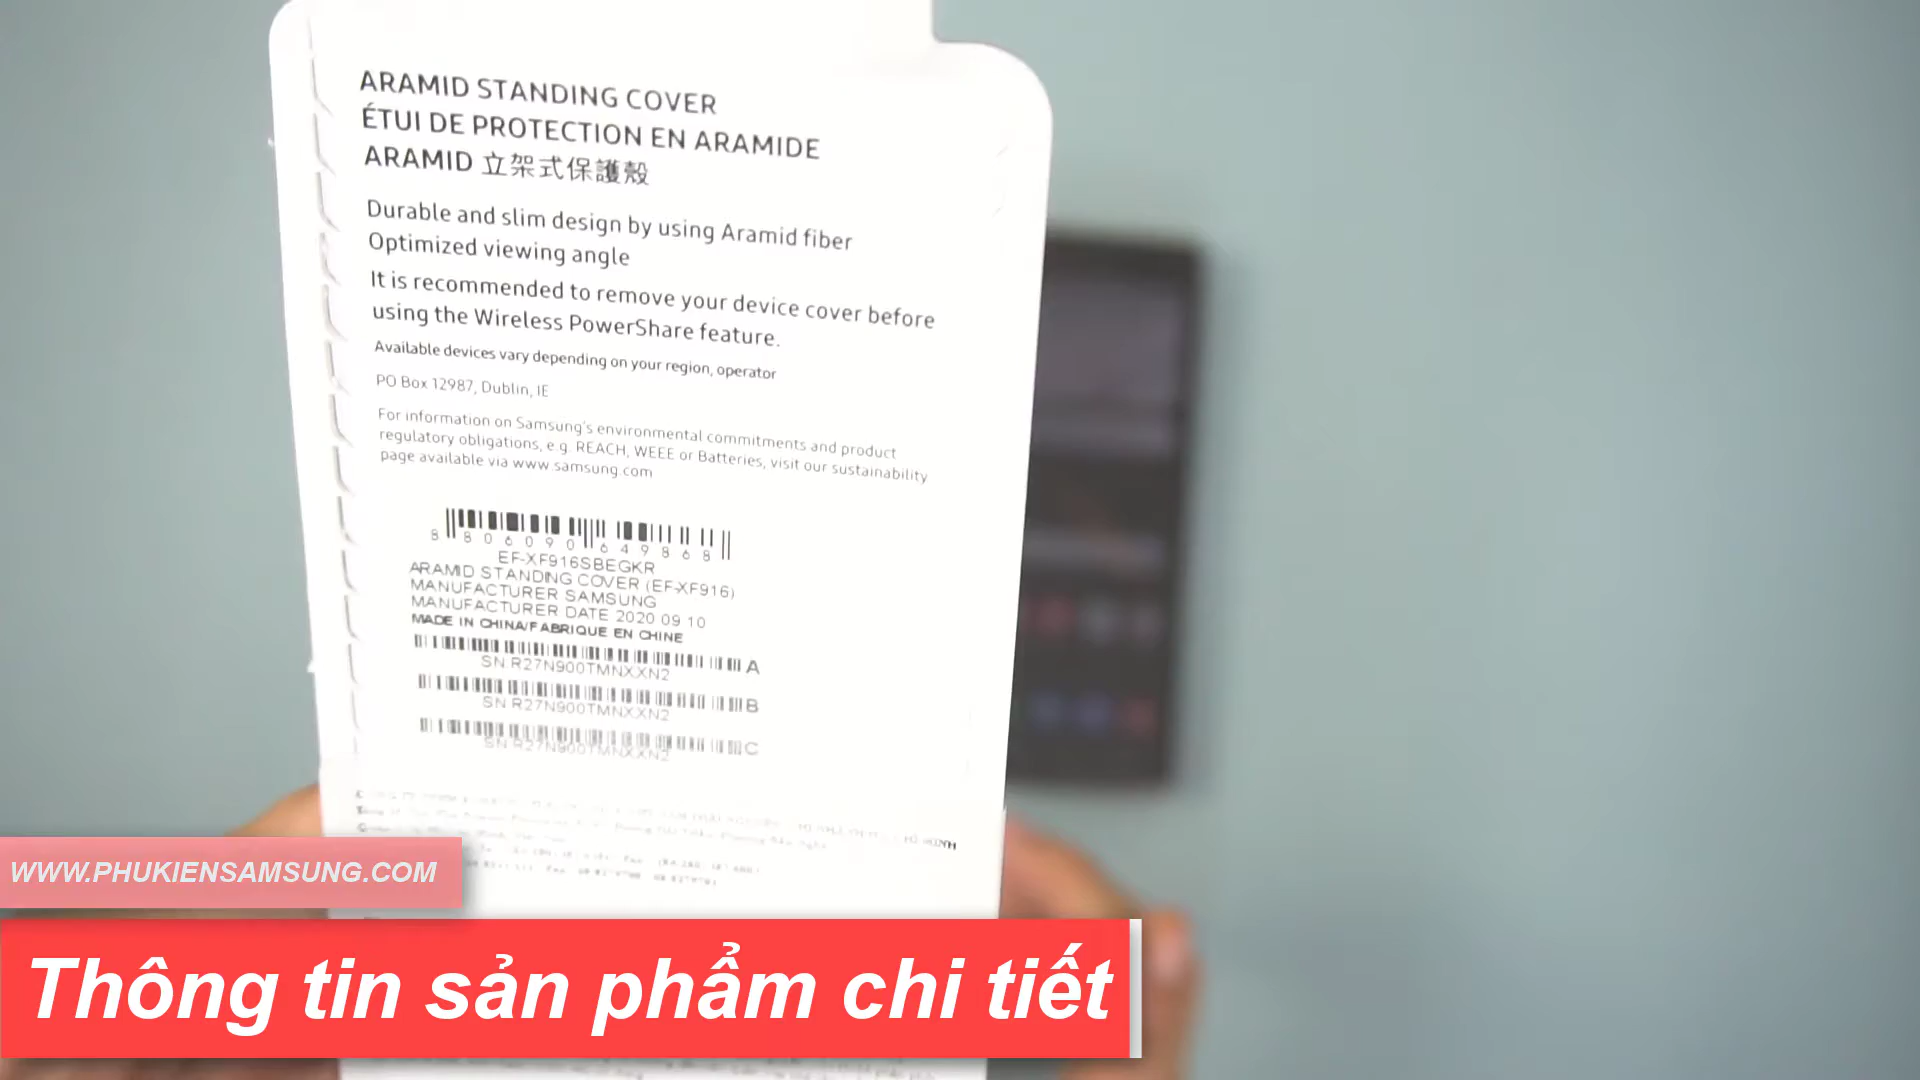 ARAMID STANDING COVER
ÉTUI DE PROTECTION EN ARAMIDE
ARAMID 立架式保護殼
Durable and slim design by using Aramid fiber
Optimized viewing angle
It is recommended to remove your device cover before
using the Wireless PowerShare feature.
Available devices vary depending on your region, operator
PO Box 12987, Dublin, IE
For information on Samsung's environmental commitments and product
regulatory obligations, e.g. REACH, WEEE or Batteries, visit our sustainability
page available via www.samsung.com
8 806090 649868
EF-XF916SBEGKR
ARAMID STANDING COVER (EF-XF916)
MANUFACTURER SAMSUNG
MANUFACTURER DATE 2020 09 10
MADE IN CHINA/FABRIQUE EN CHINE
A
SN R27N900TMNXXN2
B
SN R27N900TMNXXN2
C
SN R27N900TMNXXN2
WWW.PHUKIENSAMSUNG.COM
Thông tin sản phẩm chi tiết